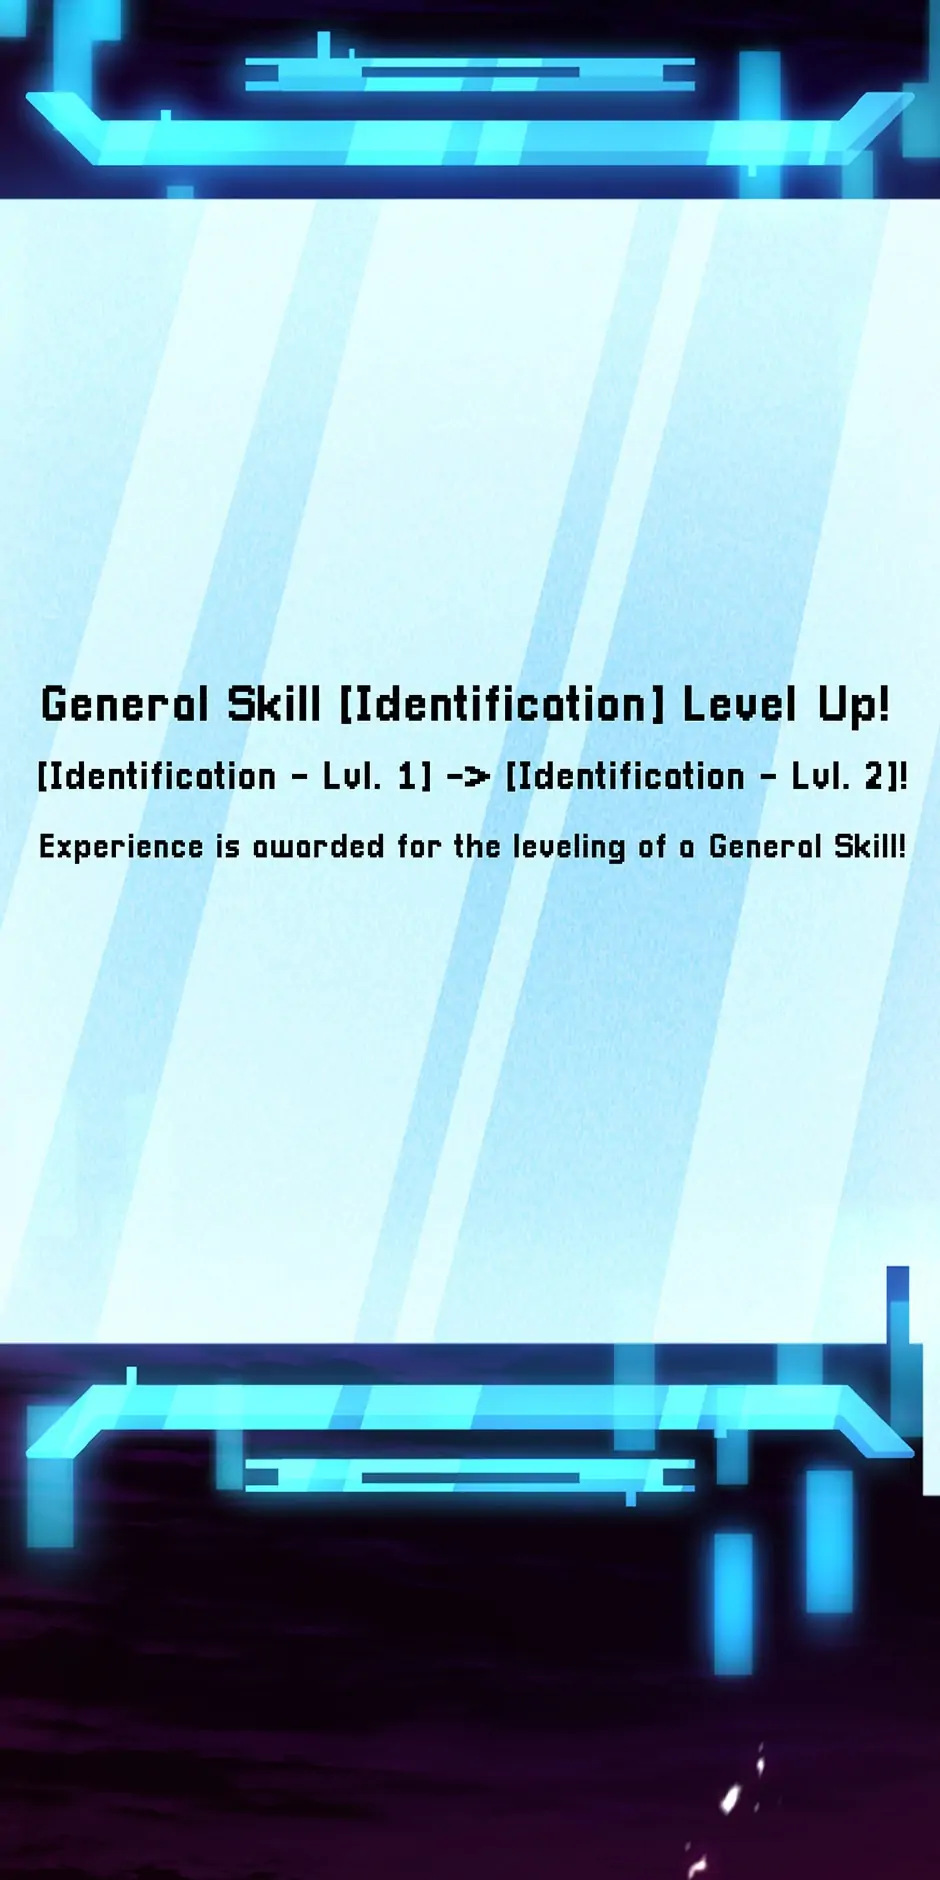 General Skill [Identification] Level Up!
[Identification - Lvl. 1] -> [Identification - Lvl. 2]!
Experience is awarded for the leveling of a General Skill!